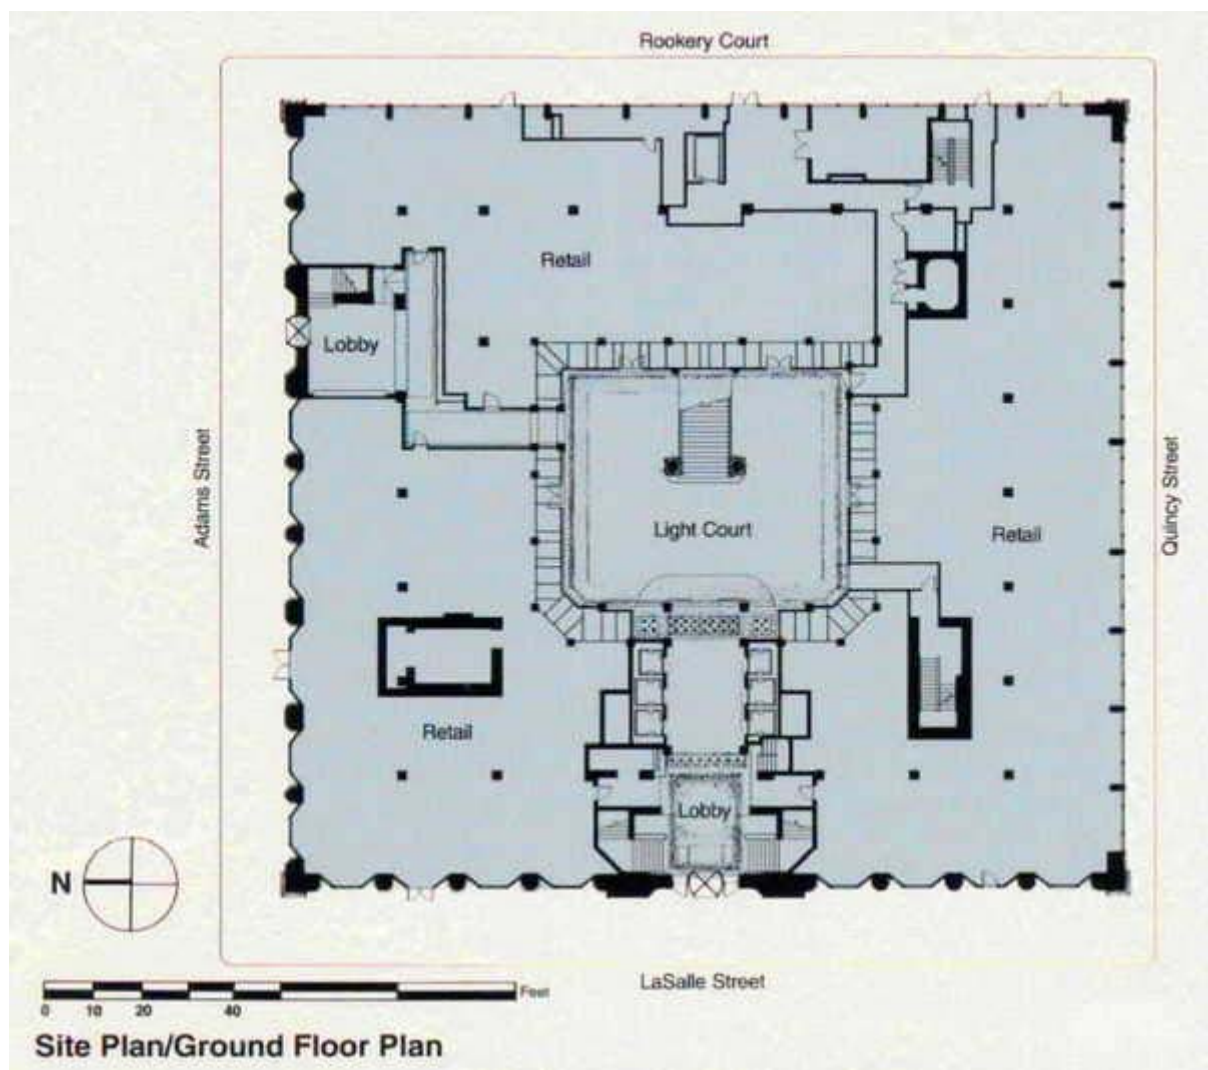 Rookery Court
Retail
Lobby
Adams Street
Quincy Street
Light Court
Retail
Retail
Lobby
N
LaSalle Street
Feet
0 10 20 40
Site Plan/Ground Floor Plan